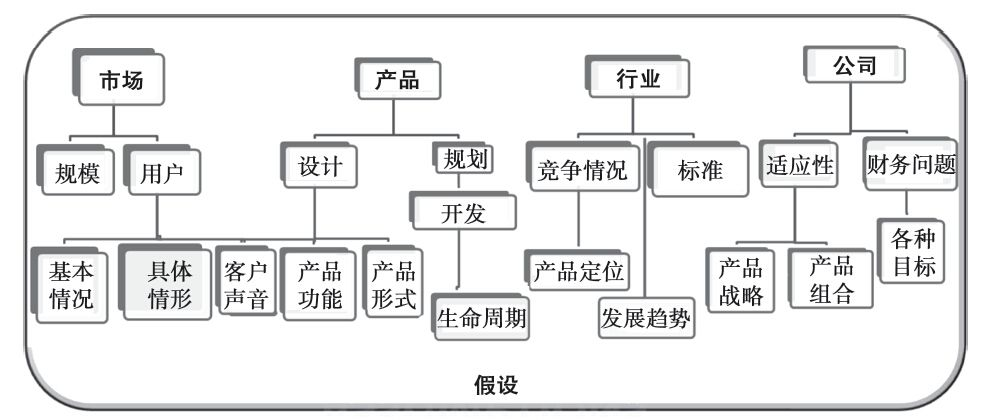 市场
产品
行业
公司
规模
用户
设计
规划
竞争情况
标准
适应性
财务问题
开发
基本
情况
具体
情形
客户
声音
产品
功能
产品
形式
生命周期
产品定位
发展趋势
产品
战略
产品
组合
各种
目标
假设